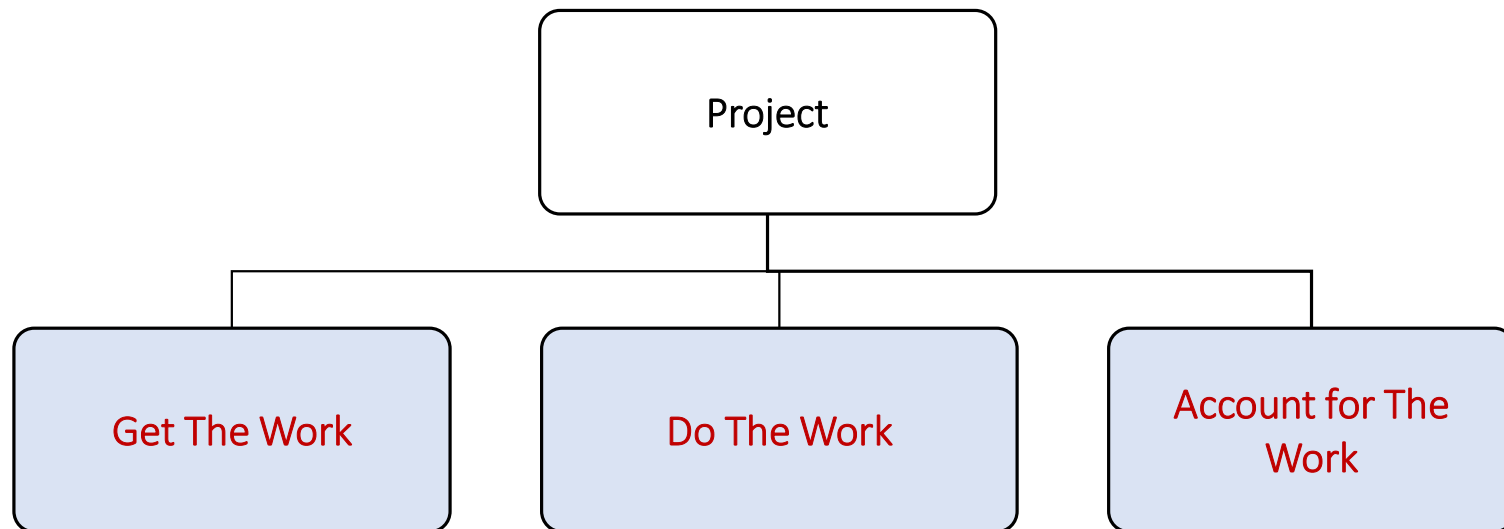 Project
Get The Work
Do The Work
Account for The
Work